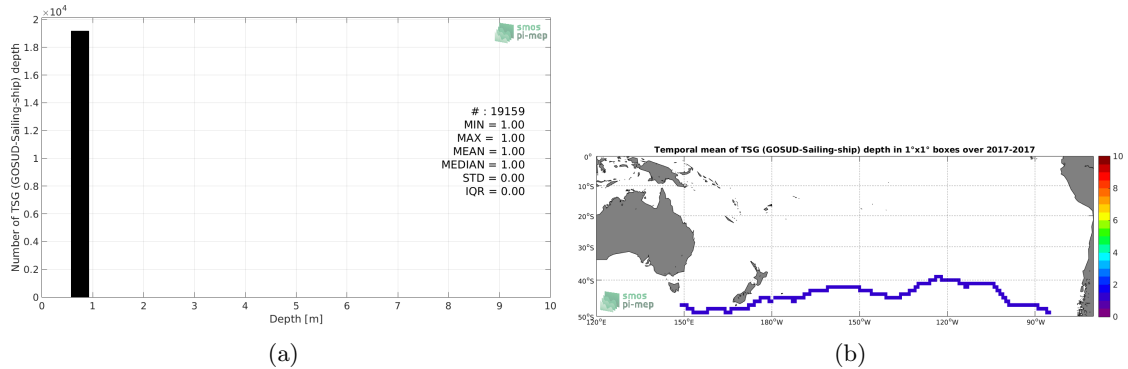 ×10⁴
2
1.8
1.6
1.4
1.2
1
0.8
0.6
0.4
0.2
0
Number of TSG (GOSUD-Sailing-ship) depth
smos
pi-mep
# : 19159
MIN = 1.00
MAX = 1.00
MEAN = 1.00
MEDIAN = 1.00
STD = 0.00
IQR = 0.00
0 1 2 3 4 5 6 7 8 9 10
Depth [m]
(a)
Temporal mean of TSG (GOSUD-Sailing-ship) depth in 1°x1° boxes over 2017-2017
0°
10°S
20°S
30°S
40°S
50°S
120°E 150°E 180°W 150°W 120°W 90°W
smos
pi-mep
10
8
6
4
2
0
(b)